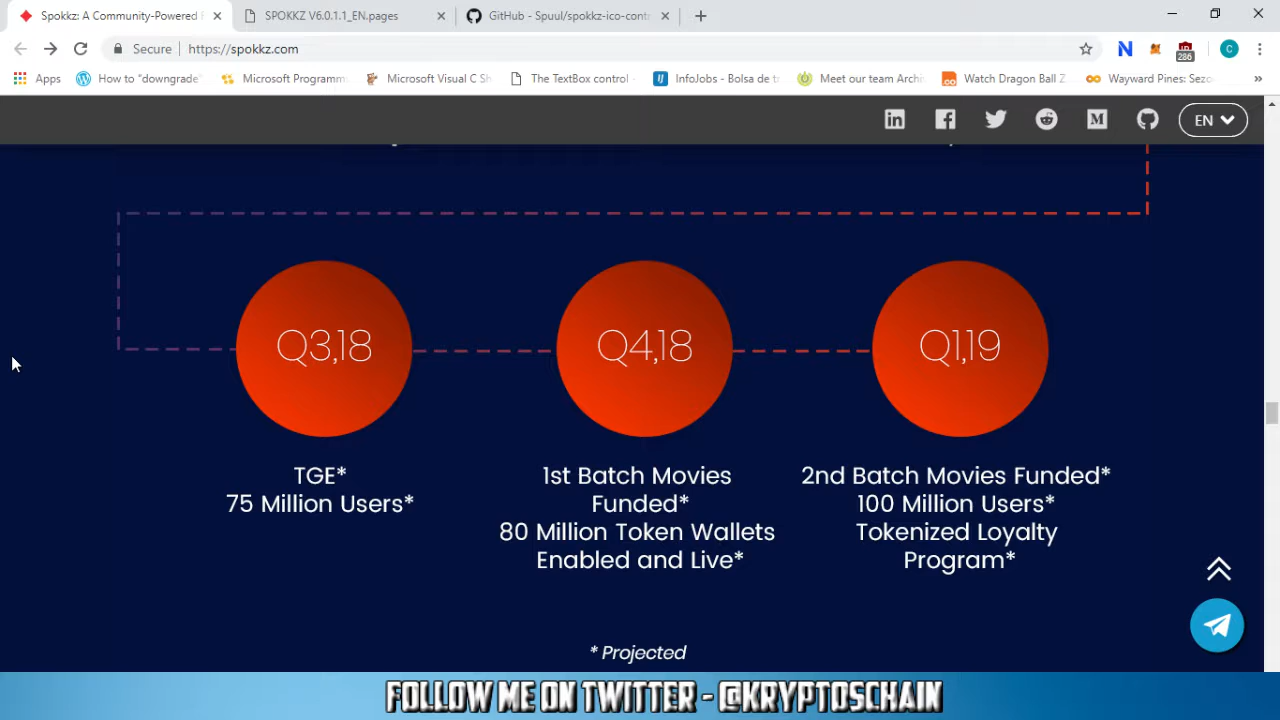 Spokkz: A Community-Powered F
SPOKKZ V6.0.1.1_EN.pages
GitHub - Spuul/spokkz-ico-contr
Secure
https://spokkz.com
286
C
Apps
How to "downgrade"
Microsoft Programm
Microsoft Visual C Sh
The TextBox control -
InfoJobs - Bolsa de t
Meet our team Archi
Watch Dragon Ball Z
Wayward Pines: Sezo
EN
Q3,18
Q4,18
Q1,19
TGE*
75 Million Users*
1st Batch Movies
Funded*
80 Million Token Wallets
Enabled and Live*
2nd Batch Movies Funded*
100 Million Users*
Tokenized Loyalty
Program*
* Projected
FOLLOW ME ON TWITTER - @KRYPTOSCHAIN